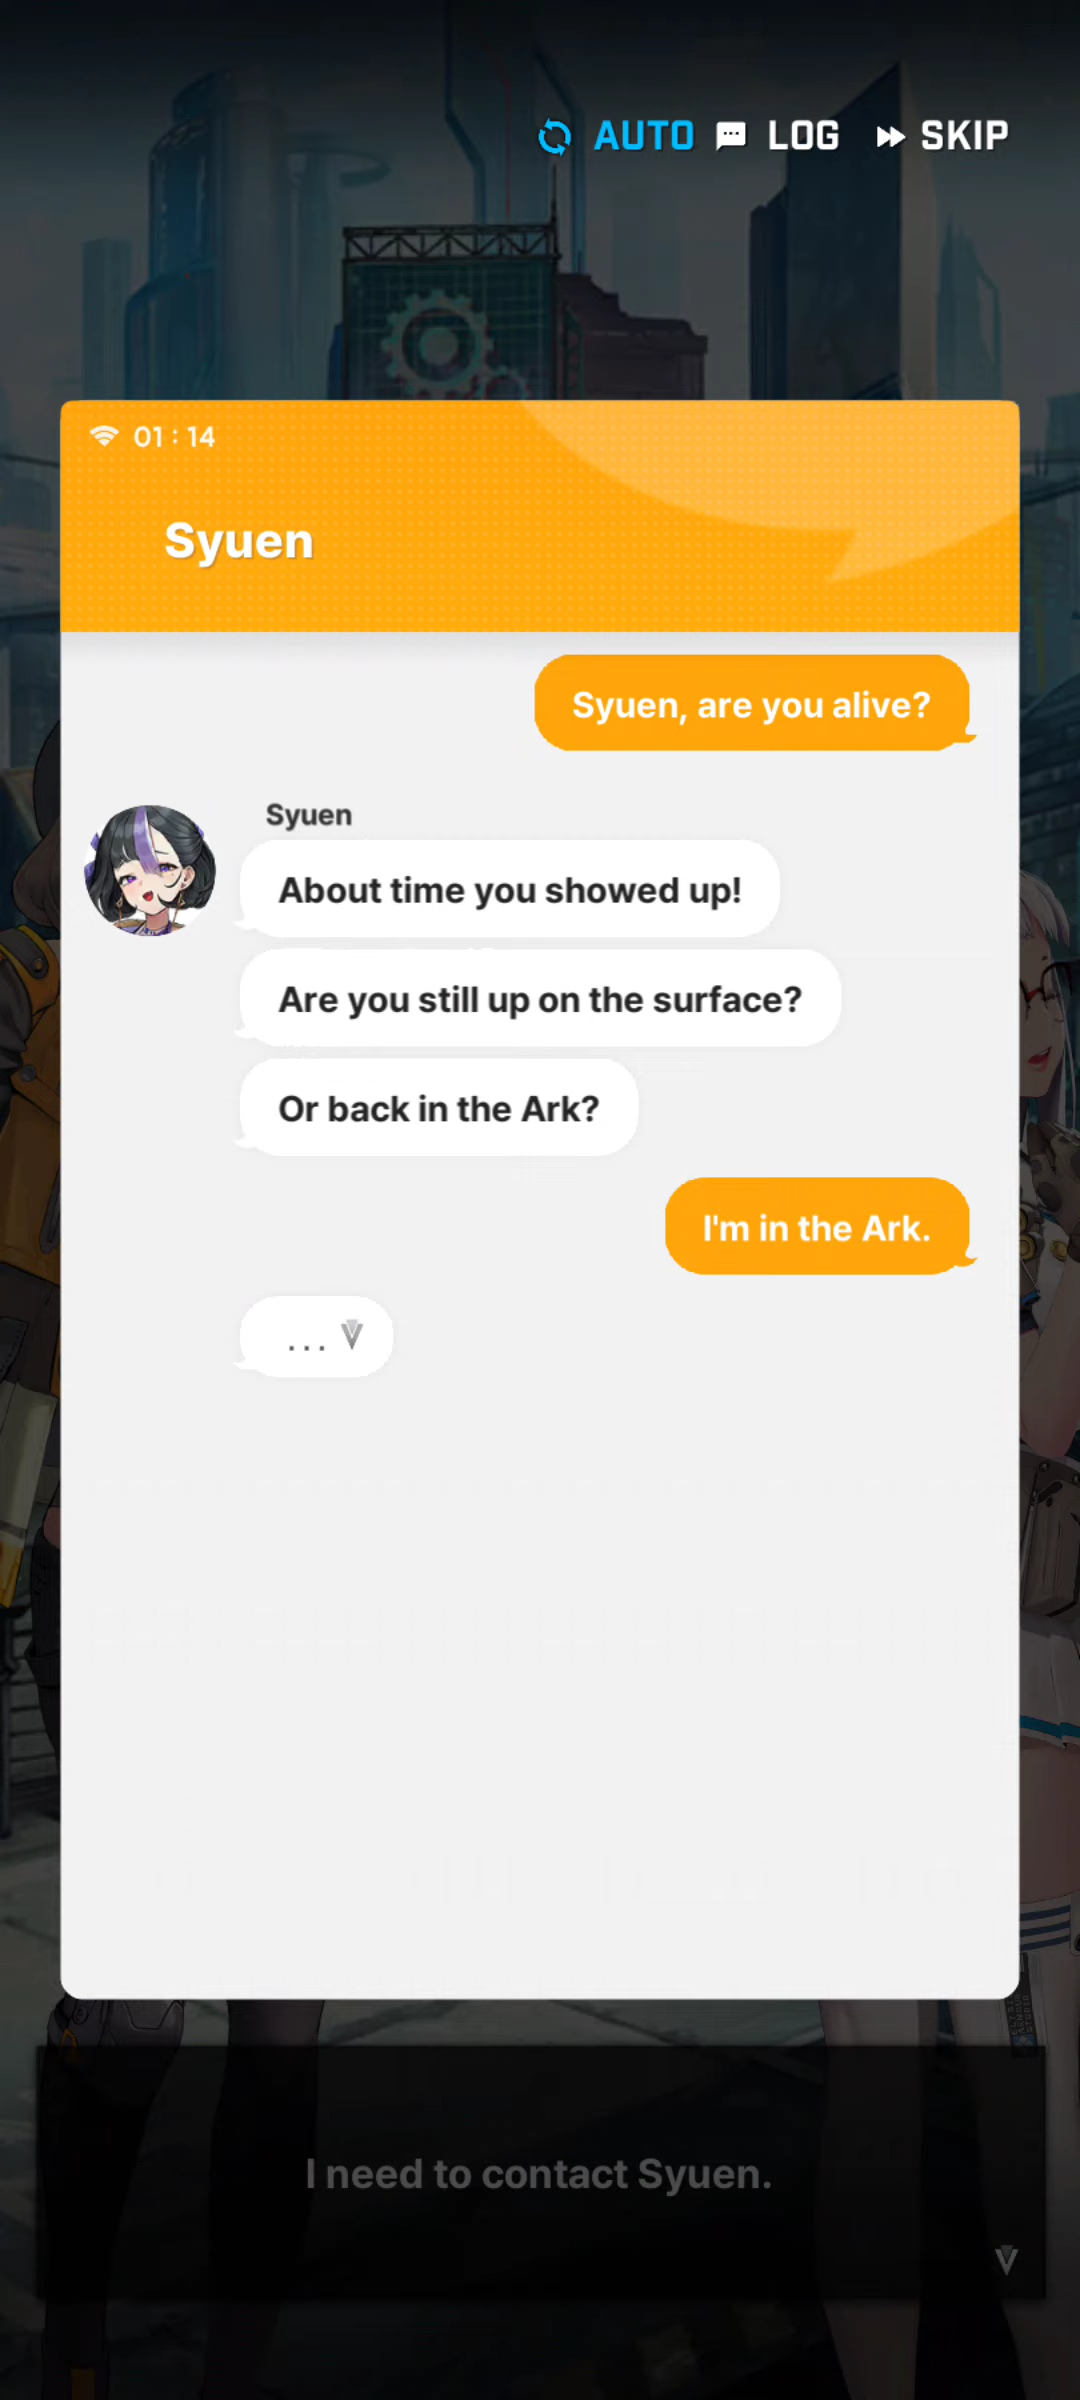 AUTO LOG SKIP
01 : 14
Syuen
Syuen, are you alive?
Syuen
About time you showed up!
Are you still up on the surface?
Or back in the Ark?
I'm in the Ark.
...
I need to contact Syuen.